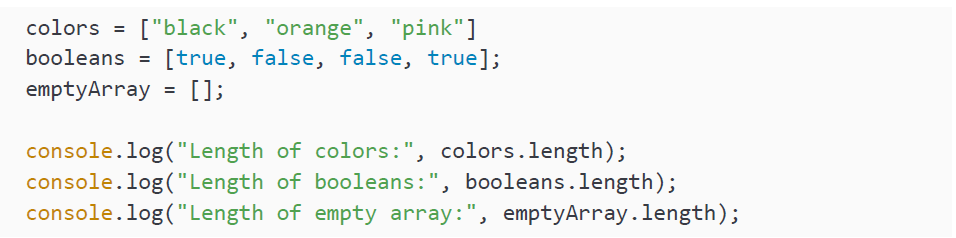 colors = ["black", "orange", "pink"]
booleans = [true, false, false, true];
emptyArray = [];
console.log("Length of colors:", colors.length);
console.log("Length of booleans:", booleans.length);
console.log("Length of empty array:", emptyArray.length);